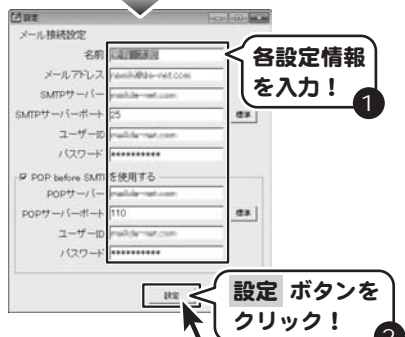 設定
メール接続設定
名前
メールアドレス
SMTPサーバー
SMTPサーバーポート 25 標準
ユーザーID
パスワード **********
POP before SMTI を使用する
POPサーバー
POPサーバーポート 110 標準
ユーザーID
パスワード **********
設定
各設定情報
を入力！
1
設定 ボタンを
クリック！
2